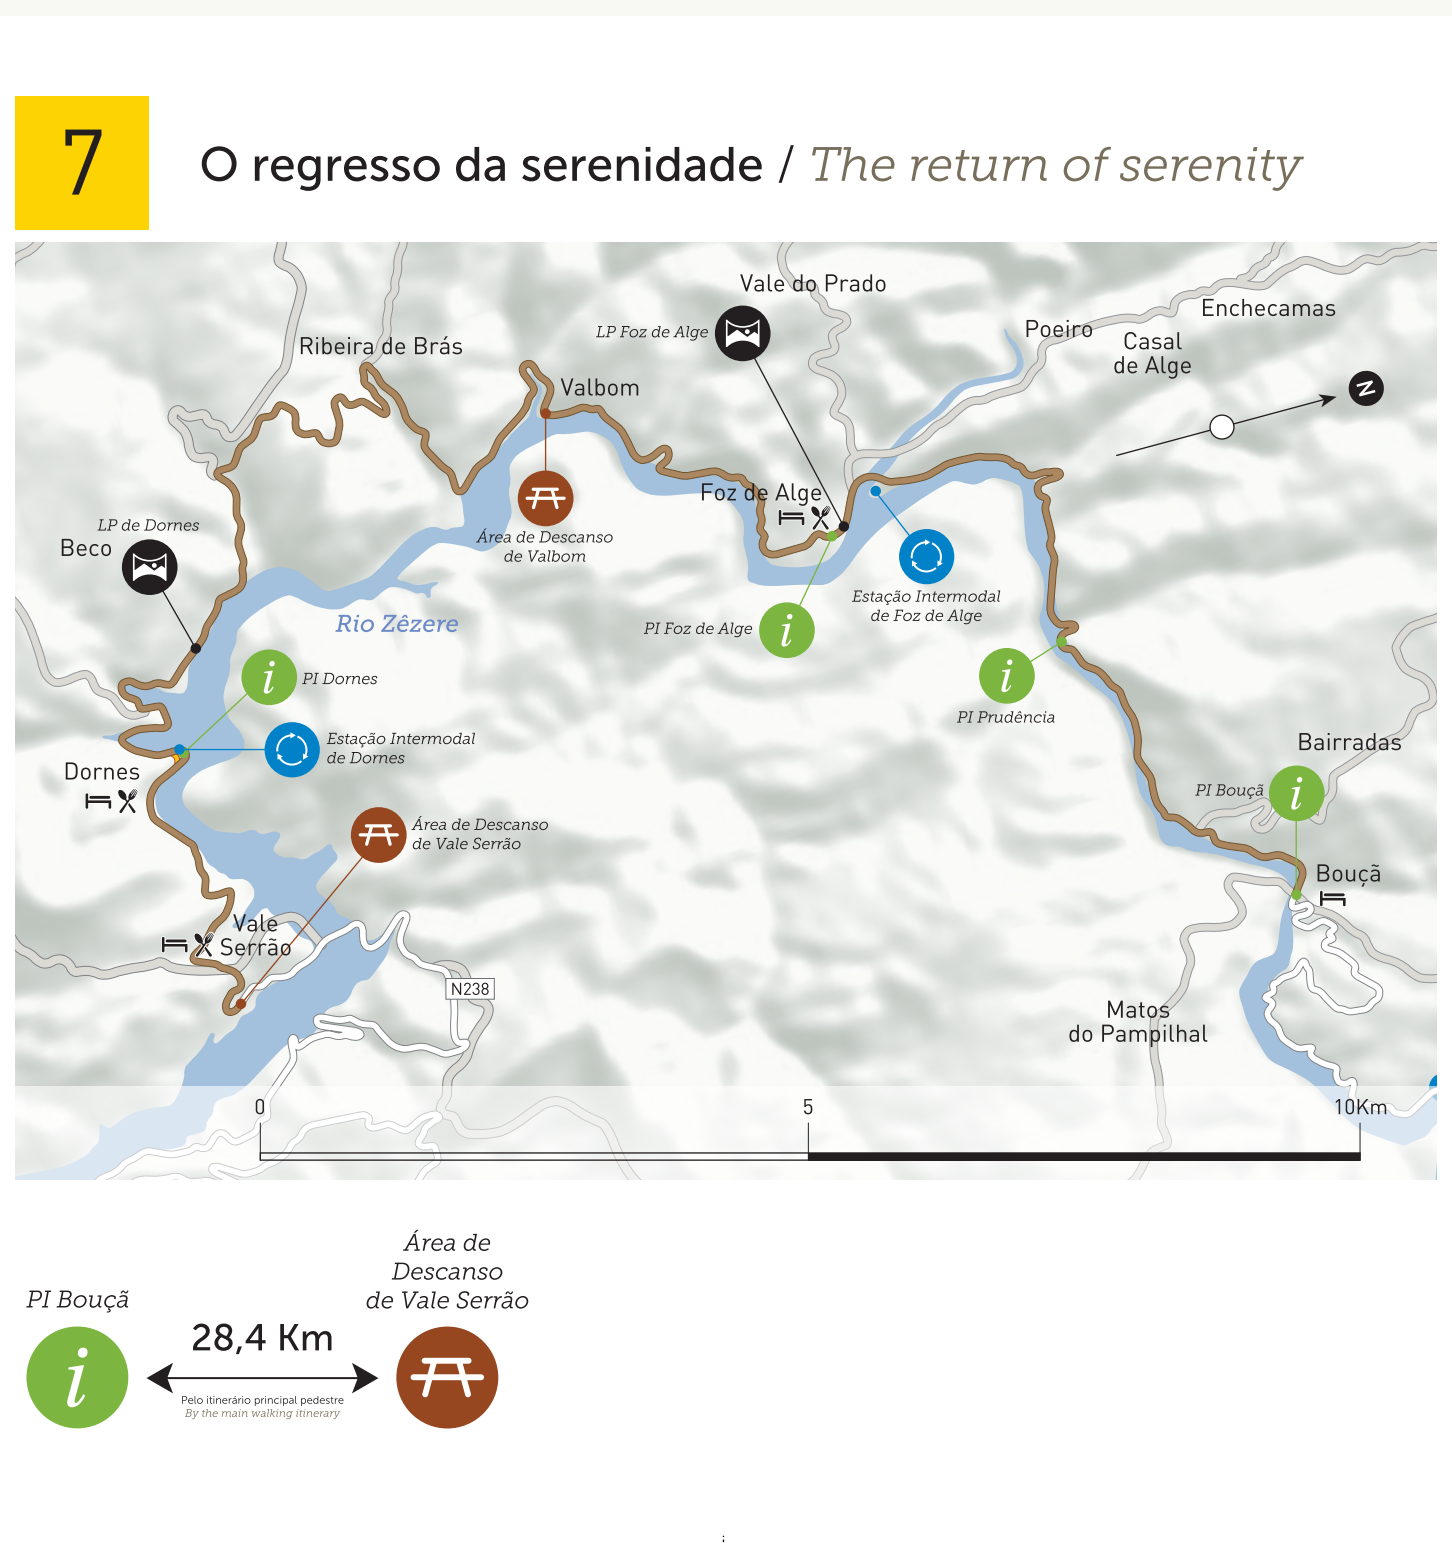 7
O regresso da serenidade / The return of serenity
Vale do Prado
LP Foz de Alge
Enchecamas
Poeiro
Casal
de Alge
Ribeira de Brás
Valbom
N
Foz de Alge
LP de Dornes
Beco
Área de Descanso
de Valbom
Estação Intermodal
de Foz de Alge
Rio Zêzere
PI Foz de Alge
i
i
PI Dornes
i
PI Prudência
Estação Intermodal
de Dornes
Bairradas
Dornes
PI Bouçã
i
Área de Descanso
de Vale Serrão
Bouçã
Vale
Serrão
N238
Matos
do Pampilhal
0
5
10Km
Área de
Descanso
de Vale Serrão
PI Bouçã
28,4 Km
i
Pelo itinerário principal pedestre
By the main walking itinerary